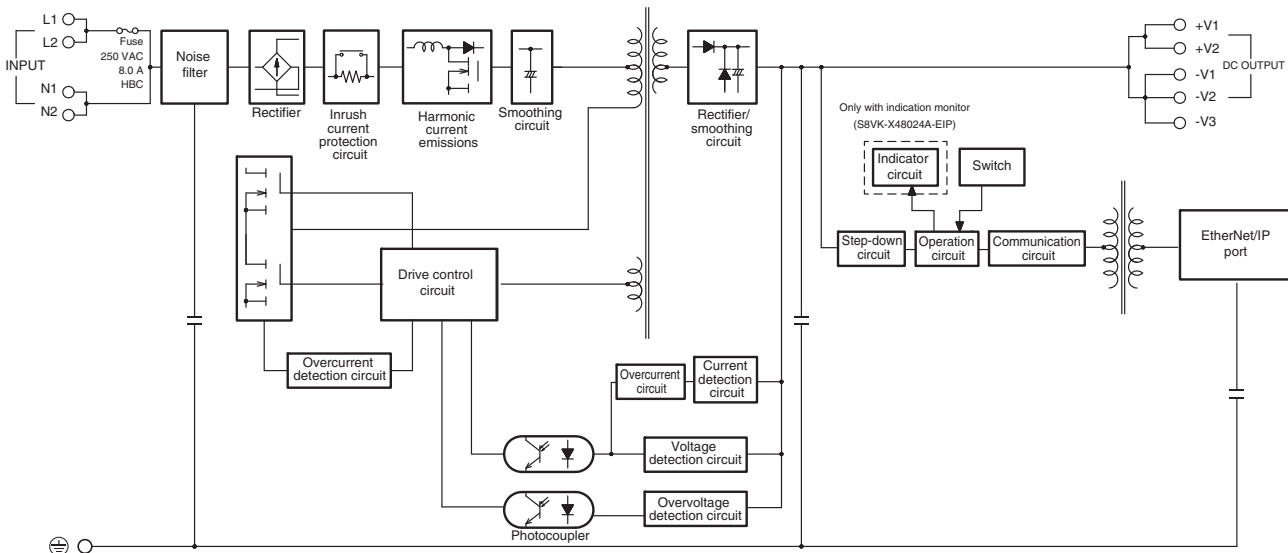 L1
L2
INPUT
N1
N2
Fuse
250 VAC
8.0 A
HBC
Noise
filter
Rectifier
Inrush
current
protection
circuit
Harmonic
current
emissions
Smoothing
circuit
Rectifier/
smoothing
circuit
+V1
+V2
DC OUTPUT
-V1
-V2
-V3
Only with indication monitor
(S8VK-X48024A-EIP)
Indicator
circuit
Switch
Step-down
circuit
Operation
circuit
Communication
circuit
EtherNet/IP
port
Drive control
circuit
Overcurrent
detection circuit
Overcurrent
circuit
Current
detection
circuit
Voltage
detection circuit
Overvoltage
detection circuit
Photocoupler